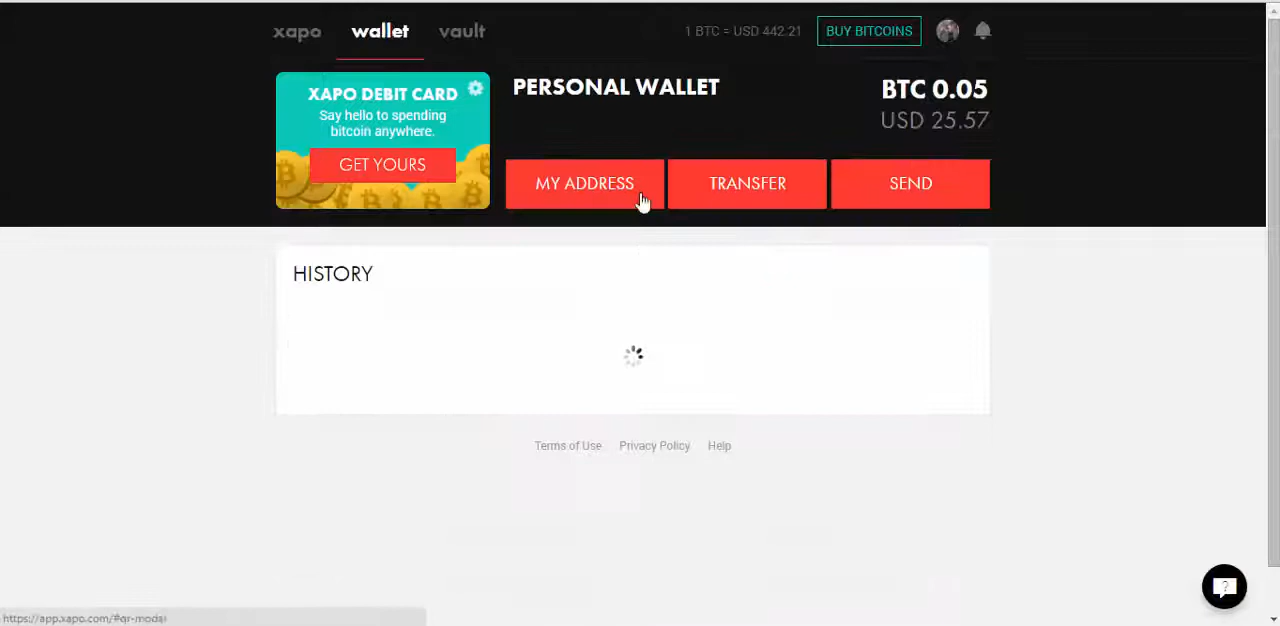 xapo wallet vault 1 BTC = USD 442.21 BUY BITCOINS
XAPO DEBIT CARD
Say hello to spending
bitcoin anywhere.
GET YOURS
PERSONAL WALLET
BTC 0.05
USD 25.57
MY ADDRESS TRANSFER SEND
HISTORY
Terms of Use Privacy Policy Help
https://app.xapo.com/#qr-modal